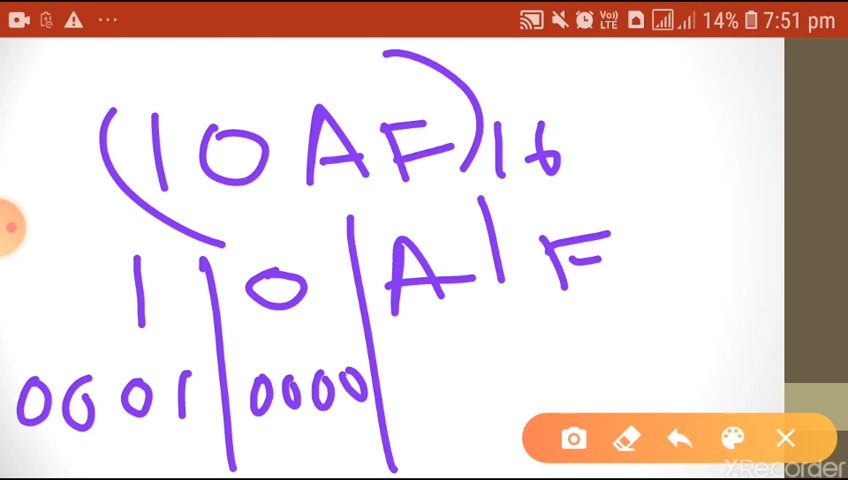 14% 7:51 pm
(10AF)16
1 | 0 | A | F
0001 | 0000 |
XRecorder